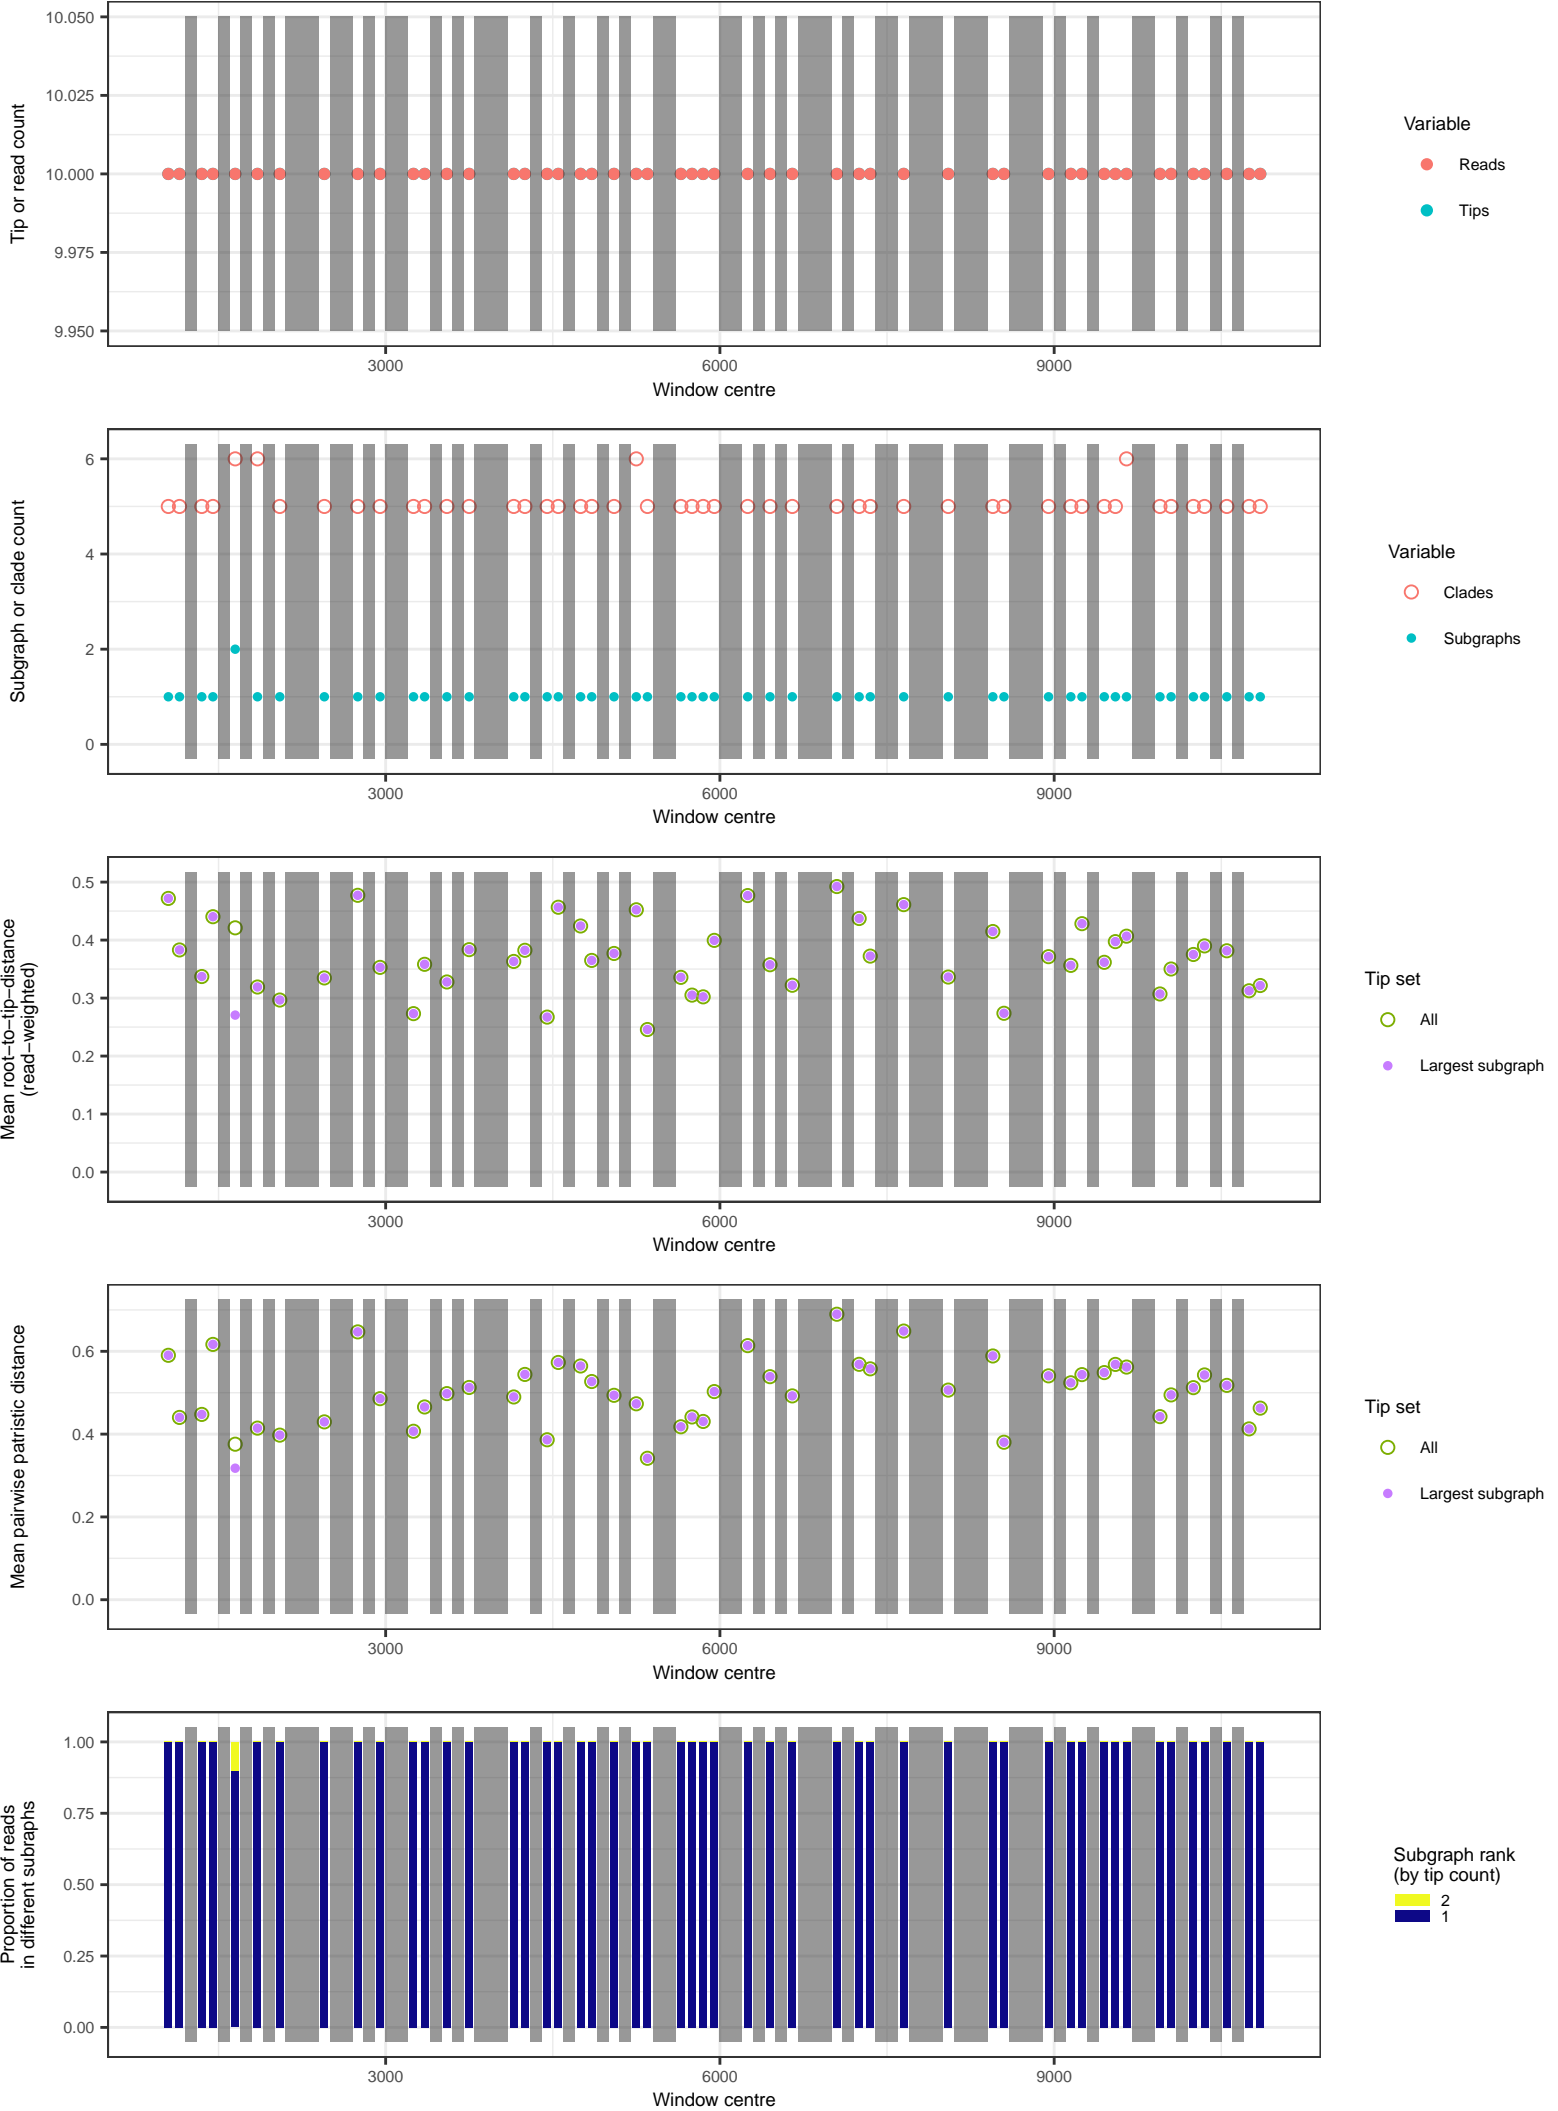 10.050
10.025
10.000
9.975
9.950
Tip or read count
3000
6000
9000
Window centre
Variable
Reads
Tips
6
4
2
0
Subgraph or clade count
3000
6000
9000
Window centre
Variable
Clades
Subgraphs
0.5
0.4
0.3
0.2
0.1
0.0
Mean root−to−tip−distance
(read−weighted)
3000
6000
9000
Window centre
Tip set
All
Largest subgraph
0.6
0.4
0.2
0.0
Mean pairwise patristic distance
3000
6000
9000
Window centre
Tip set
All
Largest subgraph
1.00
0.75
0.50
0.25
0.00
Proportion of reads
in different subraphs
3000
6000
9000
Window centre
Subgraph rank
(by tip count)
2
1